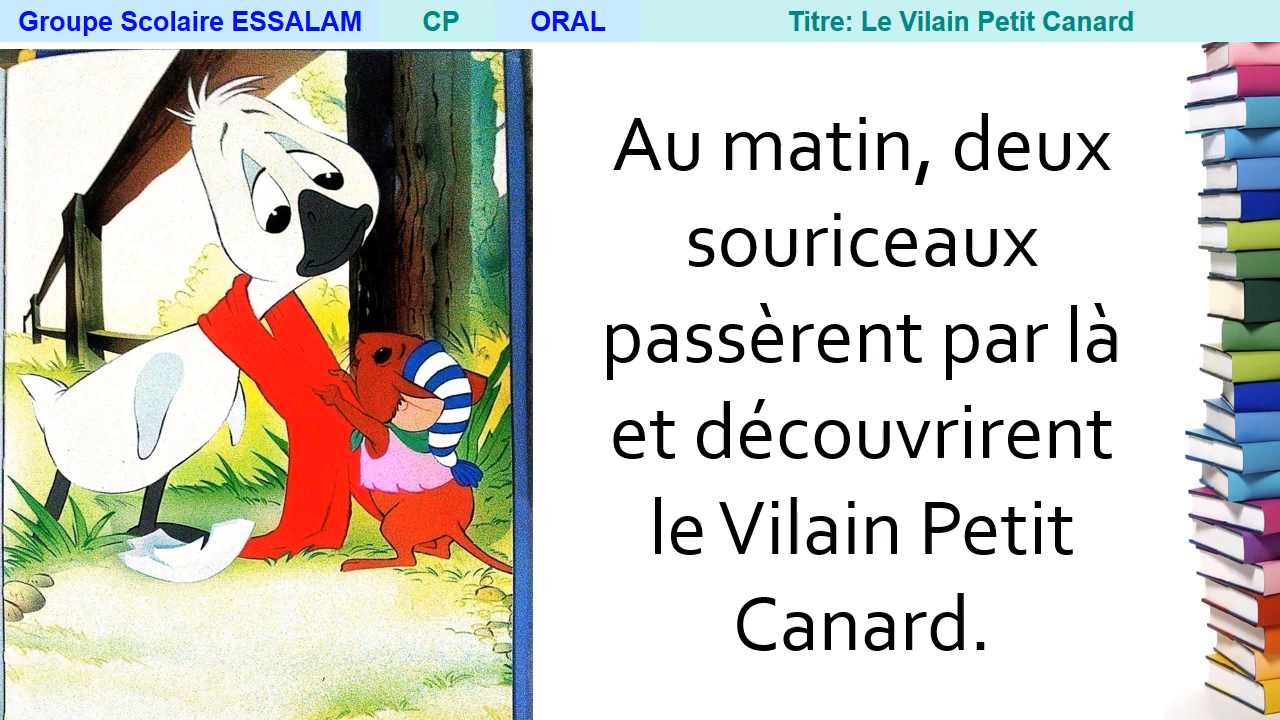 Groupe Scolaire ESSALAM CP ORAL Titre: Le Vilain Petit Canard
Au matin, deux
souriceaux
passèrent par là
et découvrirent
le Vilain Petit
Canard.